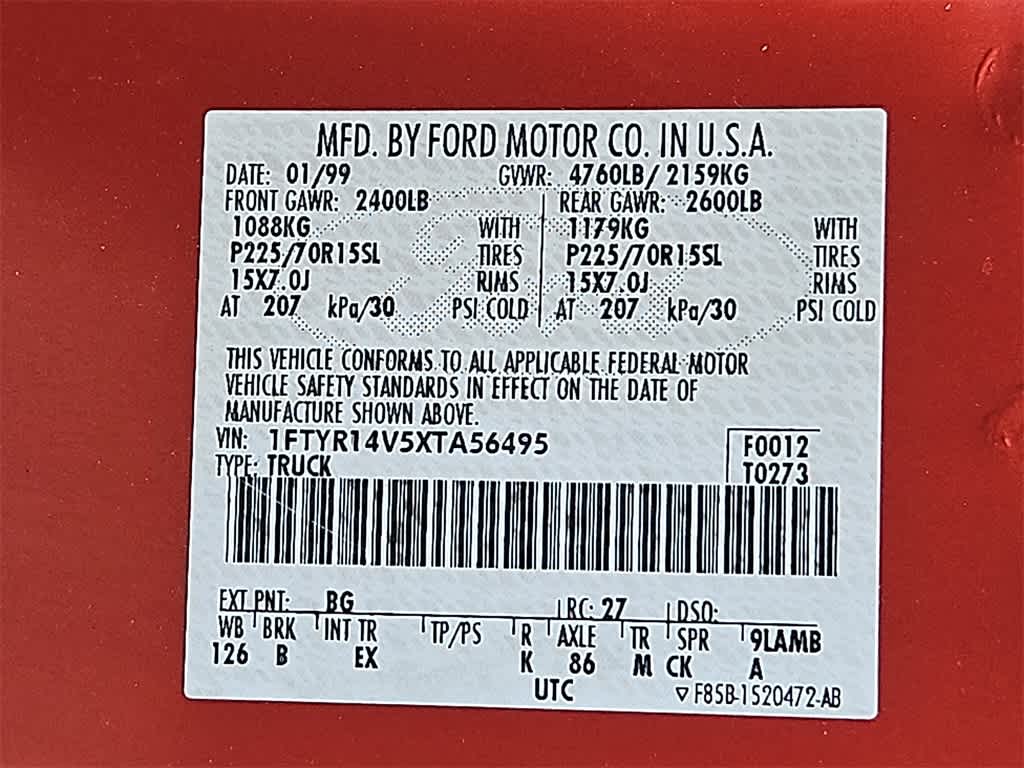 MFD. BY FORD MOTOR CO. IN U.S.A.
DATE: 01/99 GVWR: 4760LB/ 2159KG
FRONT GAWR: 2400LB REAR GAWR: 2600LB
1088KG WITH 1179KG WITH
P225/70R15SL TIRES P225/70R15SL TIRES
15X7.0J RIMS 15X7.0J RIMS
AT 207 kPa/30 PSI COLD AT 207 kPa/30 PSI COLD
THIS VEHICLE CONFORMS TO ALL APPLICABLE FEDERAL MOTOR
VEHICLE SAFETY STANDARDS IN EFFECT ON THE DATE OF
MANUFACTURE SHOWN ABOVE.
VIN: 1FTYR14V5XTA56495 F0012
TYPE: TRUCK T0273
EXT PNT: BG RC: 27 DSO:
WB BRK INT TR TP/PS R AXLE TR SPR 9LAMB
126 B EX K 86 M CK A
UTC ▽ F85B-1520472-AB